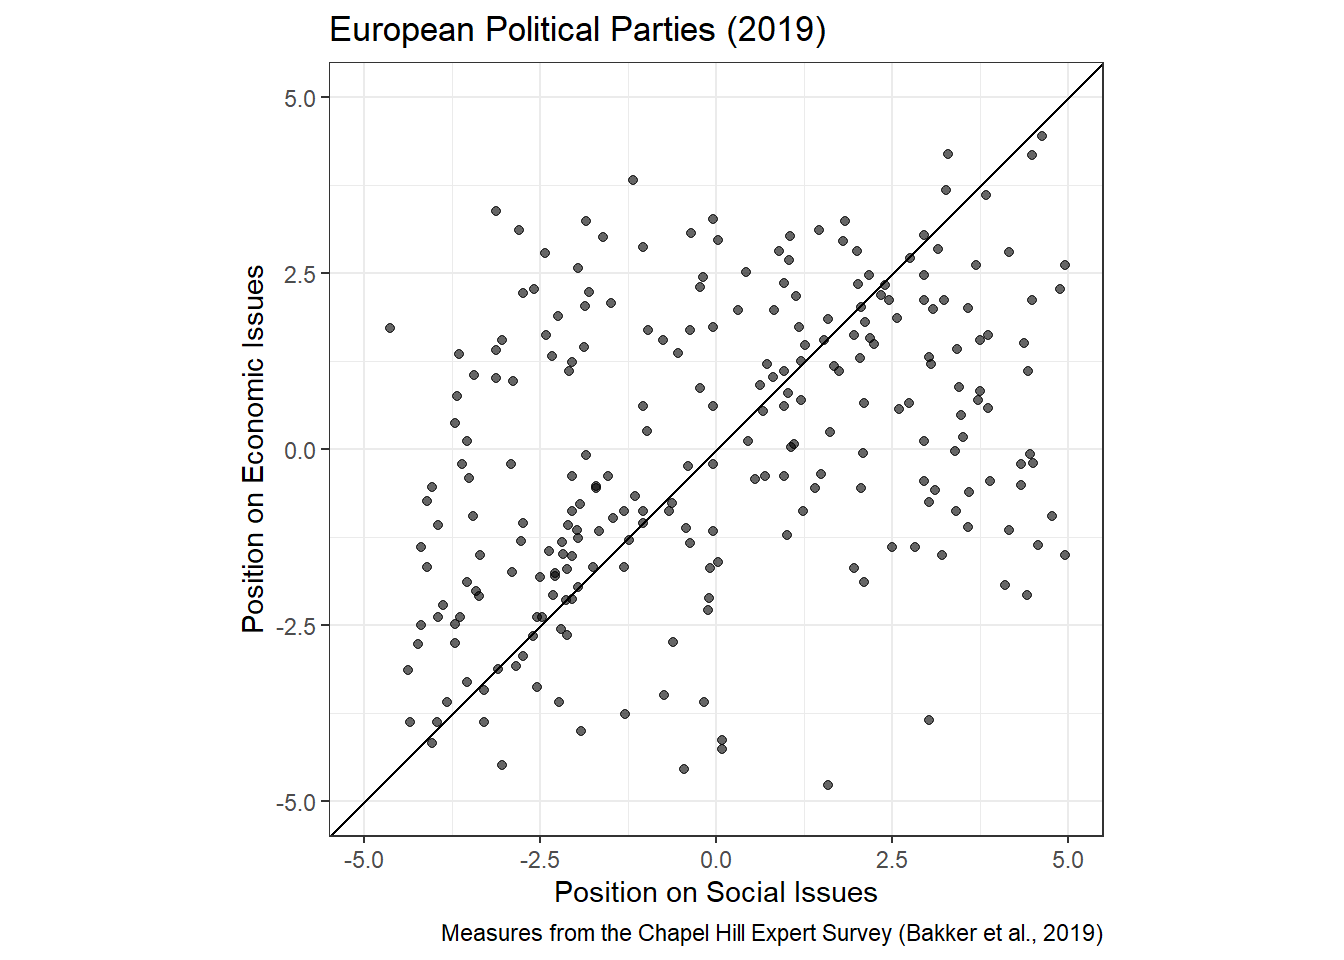 European Political Parties (2019)
Position on Economic Issues
5.0
2.5
0.0
-2.5
-5.0
-5.0
-2.5
0.0
2.5
5.0
Position on Social Issues
Measures from the Chapel Hill Expert Survey (Bakker et al., 2019)